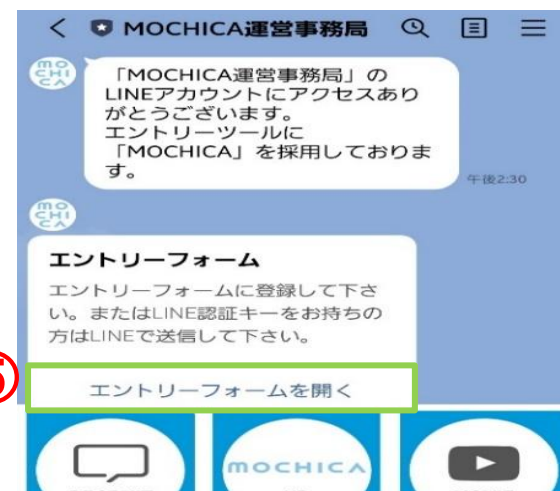 MOCHICA運営事務局
mo
CHI
CA
「MOCHICA運営事務局」の
LINEアカウントにアクセスあり
がとうございます。
エントリーツールに
「MOCHICA」を採用しておりま
す。
午後2:30
mo
CHI
CA
エントリーフォーム
エントリーフォームに登録して下さ
い。またはLINE認証キーをお持ちの
方はLINEで送信して下さい。
エントリーフォームを開く
MOCHICA